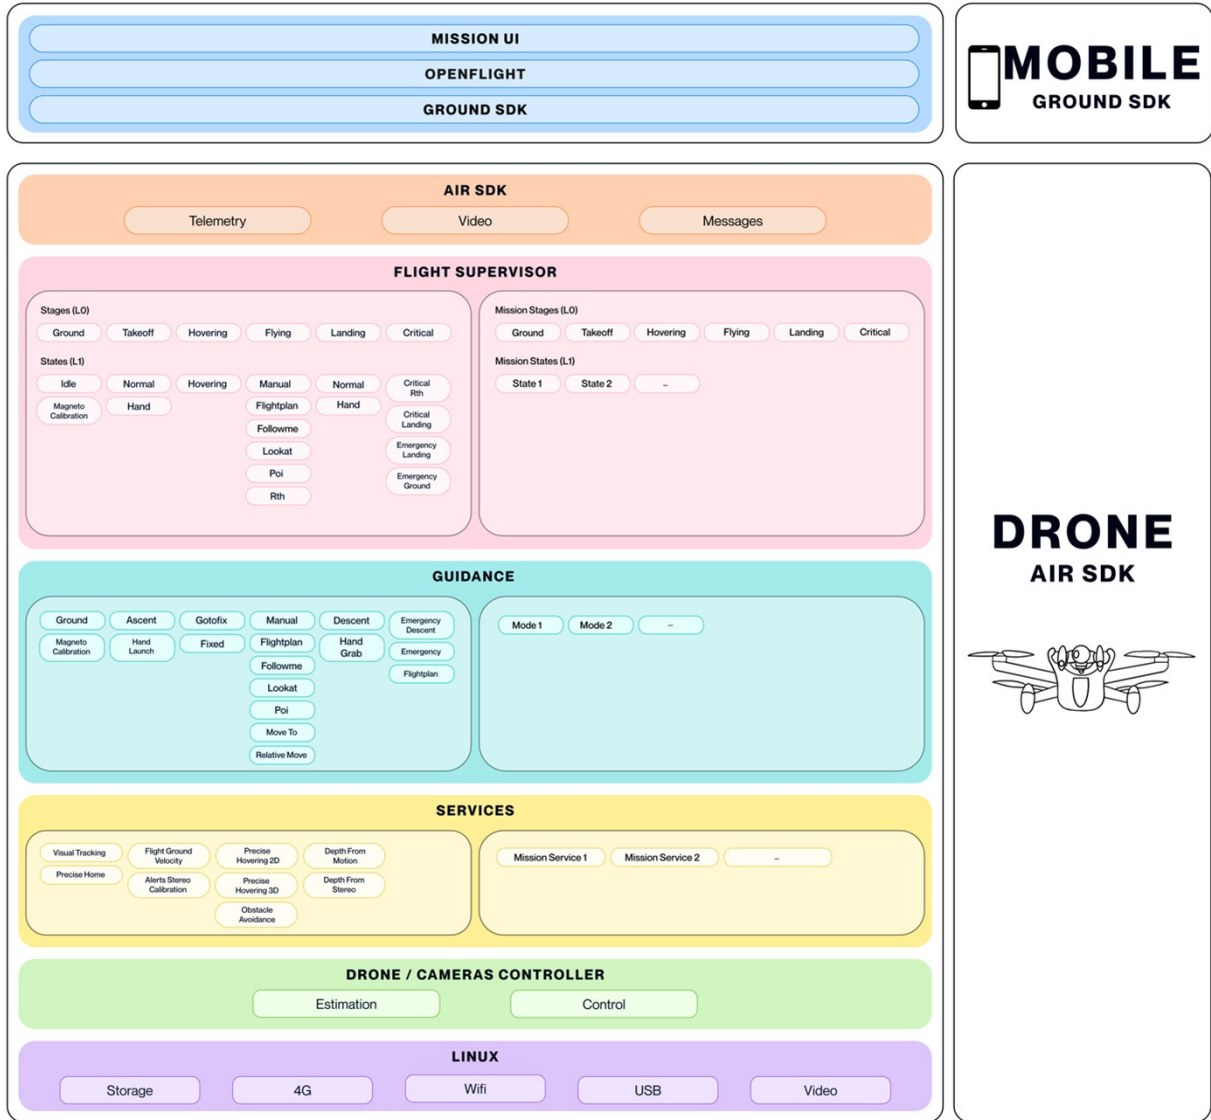 MISSION UI
OPENFLIGHT
GROUND SDK
MOBILE
GROUND SDK
AIR SDK
Telemetry
Video
Messages
FLIGHT SUPERVISOR
Stages (L0)
Ground
Takeoff
Hovering
Flying
Landing
Critical
States (L1)
Idle
Normal
Hovering
Manual
Normal
Critical
Rth
Magneto
Calibration
Hand
Flightplan
Hand
Critical
Landing
Followme
Lookat
Emergency
Landing
Poi
Emergency
Ground
Rth
Mission Stages (L0)
Ground
Takeoff
Hovering
Flying
Landing
Critical
Mission States (L1)
State 1
State 2
...
DRONE
AIR SDK
GUIDANCE
Ground
Ascent
Gotofix
Manual
Descent
Emergency
Descent
Magneto
Calibration
Hand
Launch
Fixed
Flightplan
Hand
Grab
Emergency
Followme
Flightplan
Lookat
Poi
Move To
Relative Move
Mode 1
Mode 2
...
SERVICES
Visual Tracking
Flight Ground
Velocity
Precise
Hovering 2D
Depth From
Motion
Precise Home
Alerts Stereo
Calibration
Precise
Hovering 3D
Depth From
Stereo
Obstacle
Avoidance
Mission Service 1
Mission Service 2
...
DRONE / CAMERAS CONTROLLER
Estimation
Control
LINUX
Storage
4G
Wifi
USB
Video